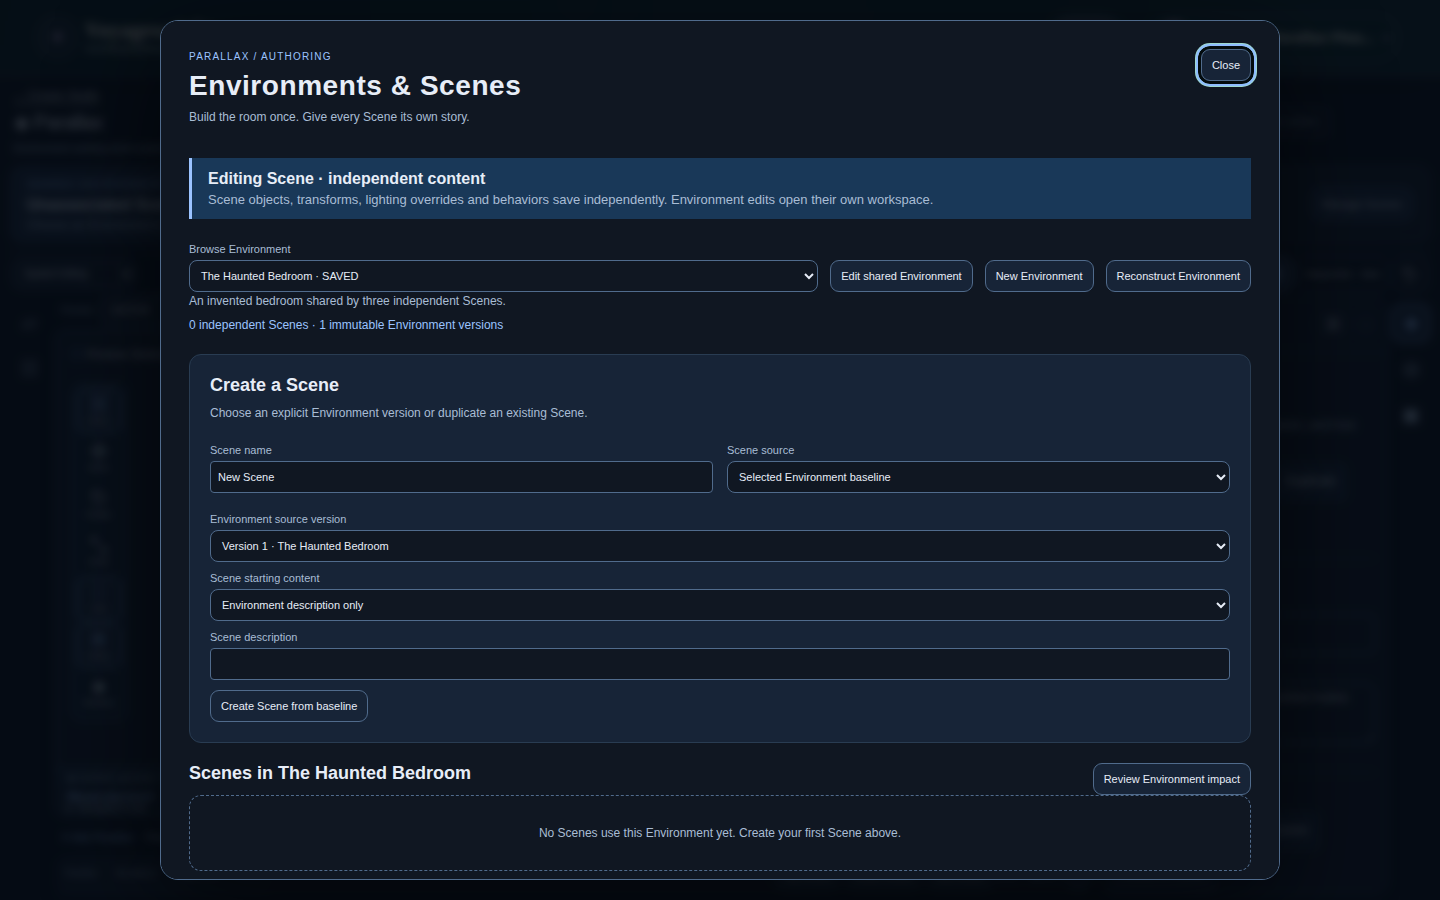 PARALLAX / AUTHORING
Close
Environments & Scenes
Build the room once. Give every Scene its own story.
Editing Scene · independent content
Scene objects, transforms, lighting overrides and behaviors save independently. Environment edits open their own workspace.
Browse Environment
The Haunted Bedroom · SAVED
Edit shared Environment
New Environment
Reconstruct Environment
An invented bedroom shared by three independent Scenes.
0 independent Scenes · 1 immutable Environment versions
Create a Scene
Choose an explicit Environment version or duplicate an existing Scene.
Scene name
Scene source
New Scene
Selected Environment baseline
Environment source version
Version 1 · The Haunted Bedroom
Scene starting content
Environment description only
Scene description
Create Scene from baseline
Scenes in The Haunted Bedroom
Review Environment impact
No Scenes use this Environment yet. Create your first Scene above.